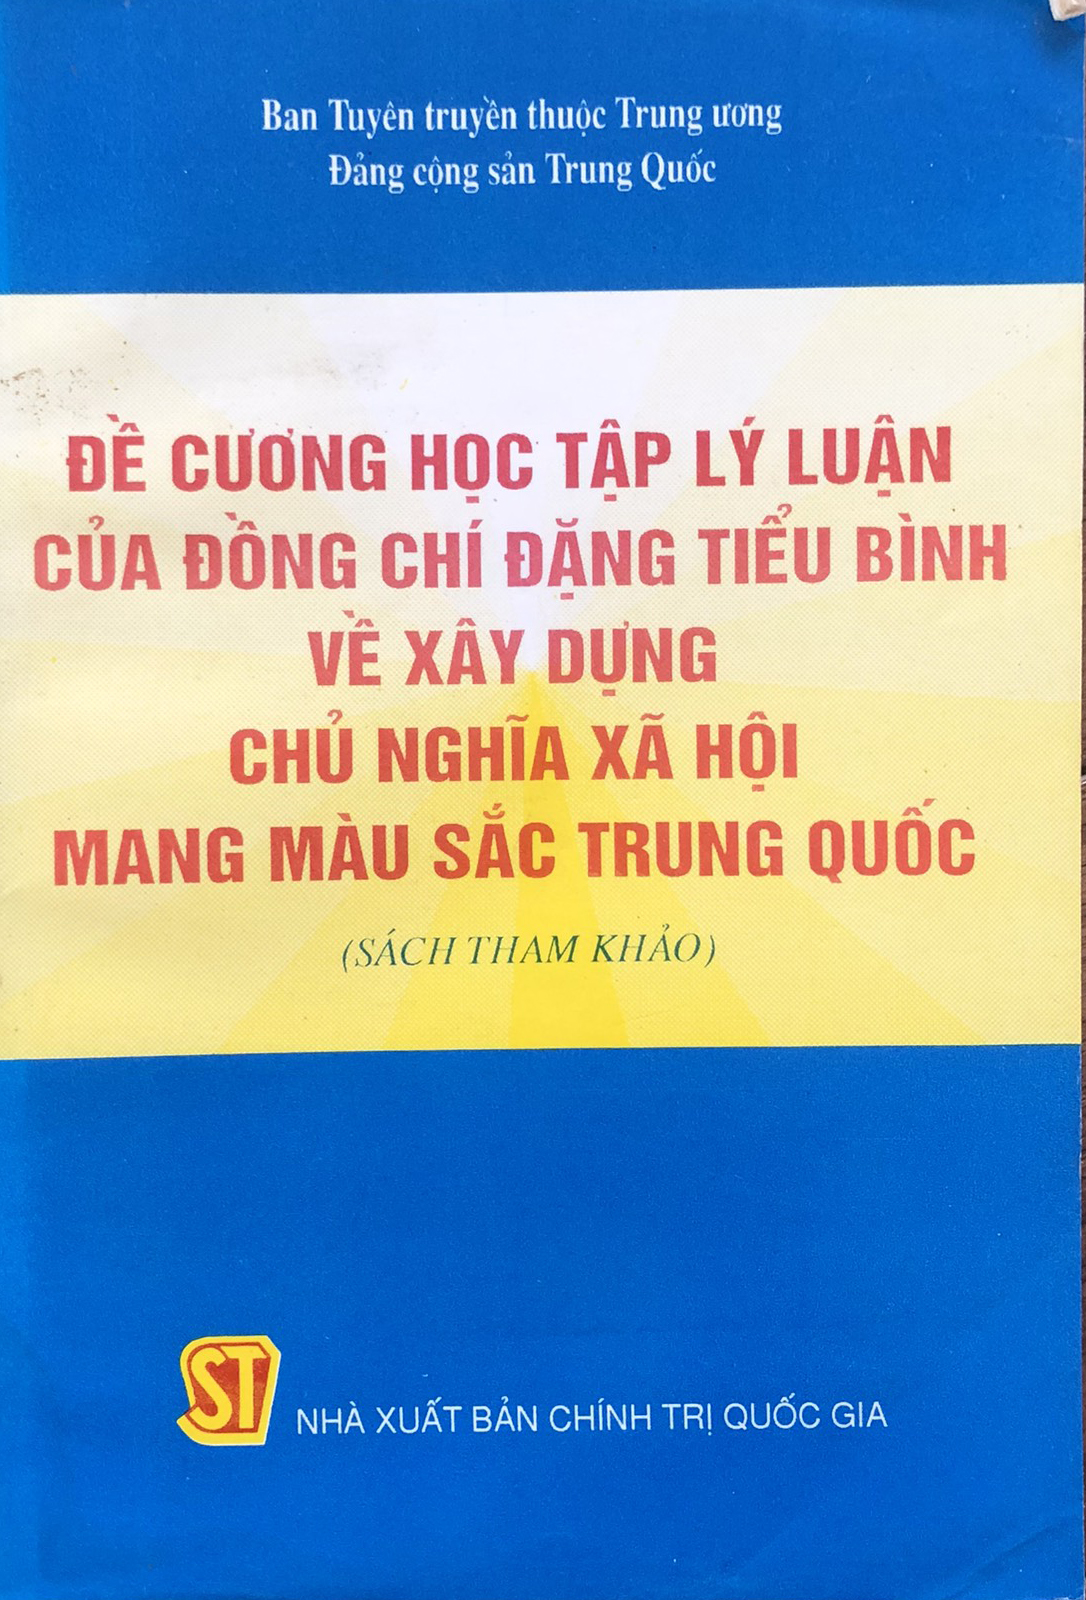 Ban Tuyên truyền thuộc Trung ương
Đảng cộng sản Trung Quốc
ĐỀ CƯƠNG HỌC TẬP LÝ LUẬN
CỦA ĐỒNG CHÍ ĐẶNG TIỂU BÌNH
VỀ XÂY DỰNG
CHỦ NGHĨA XÃ HỘI
MANG MÀU SẮC TRUNG QUỐC
(SÁCH THAM KHẢO)
ST
NHÀ XUẤT BẢN CHÍNH TRỊ QUỐC GIA